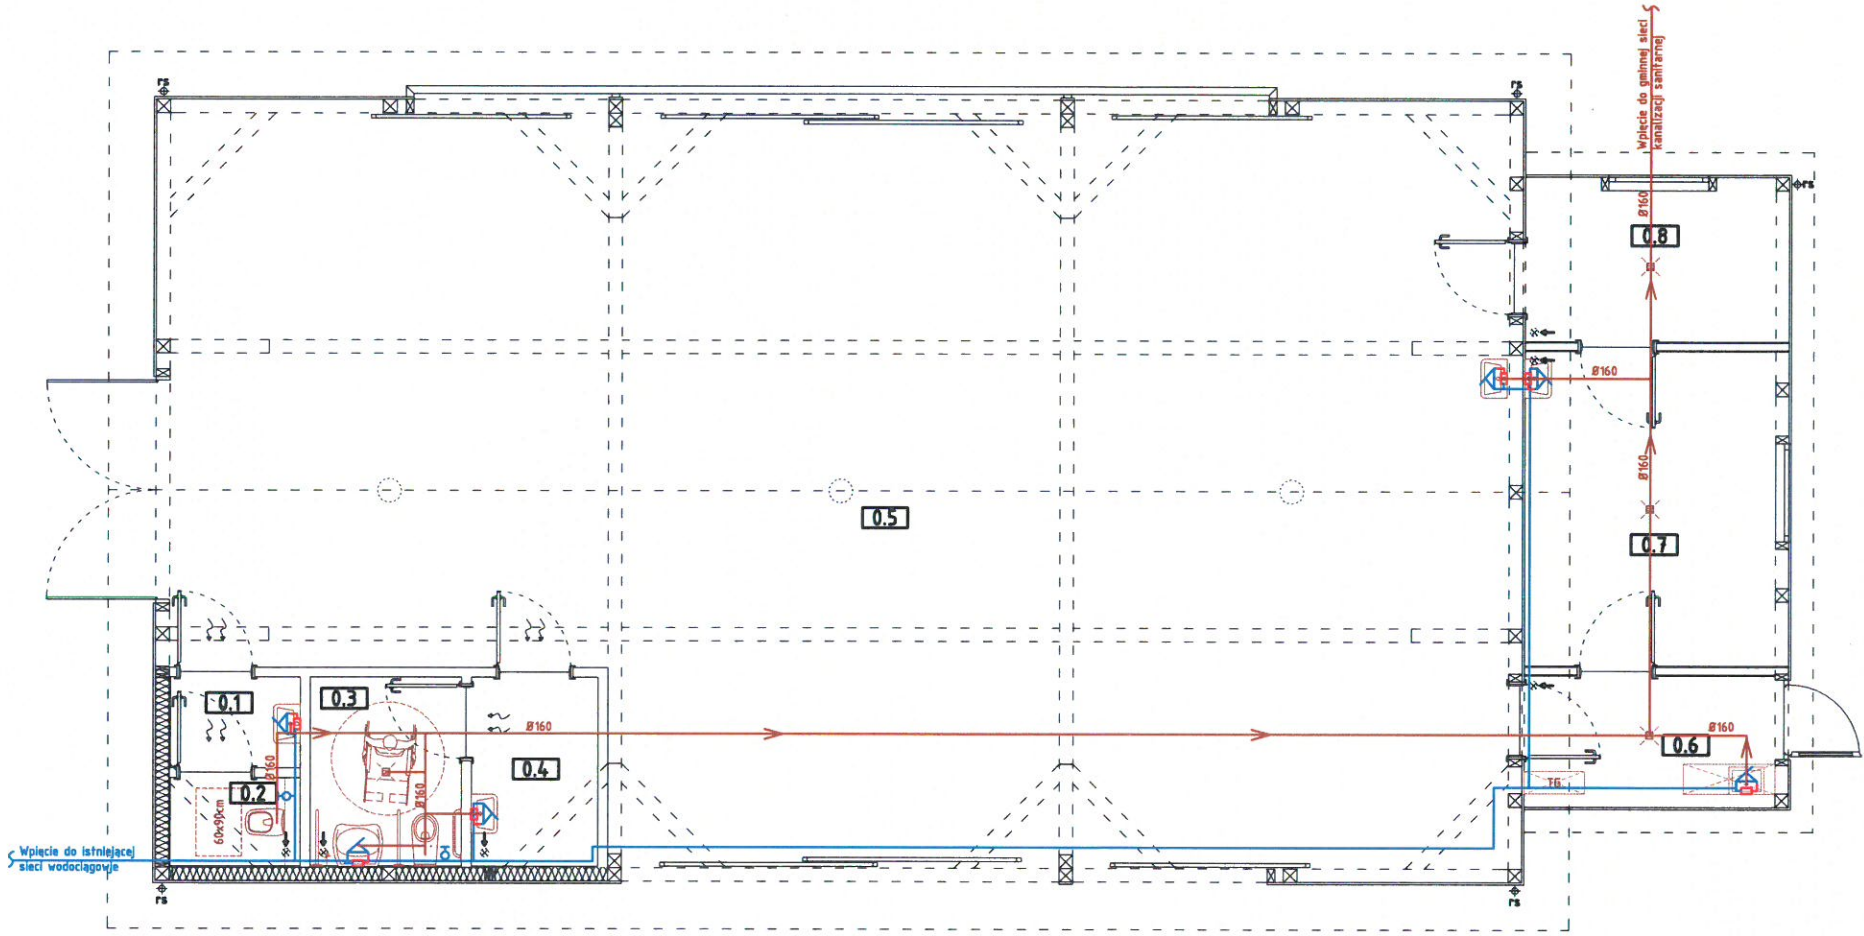 Wpięcie do gminnej sieci
kanalizacji sanitarnej
rs
rs
rs
Ø160
0.8
Ø160
Ø160
0.5
0.7
0.1
0.3
Ø160
Ø160
0.6
0.4
Ø160
Ø160
0.2
60x90cm
TG
Wpięcie do istniejącej
sieci wodociągowje
rs
rs